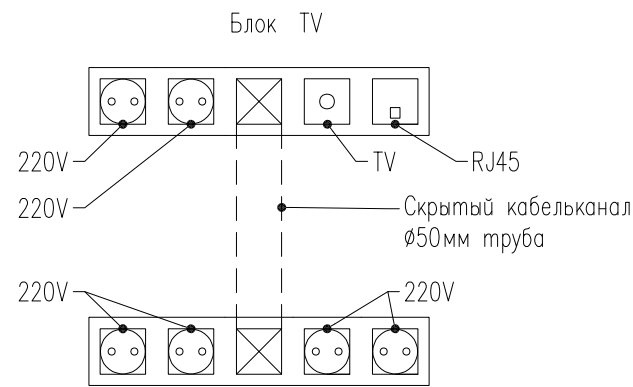 Блок TV
220V
TV
RJ45
220V
Скрытый кабельканал
Ø50мм труба
220V
220V